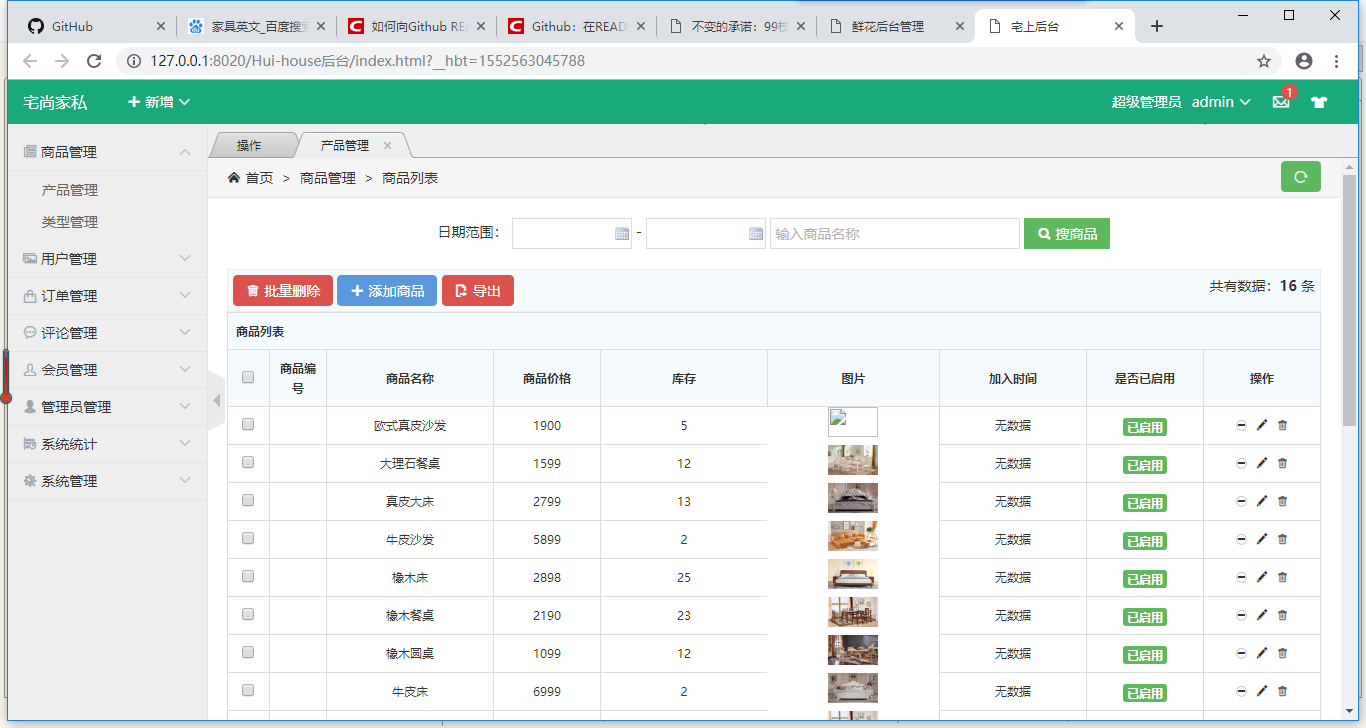 GitHub
家具英文_百度搜
如何向Github RE
Github：在READ
不变的承诺：99
鲜花后台管理
宅上后台
127.0.0.1:8020/Hui-house后台/index.html?__hbt=1552563045788
宅尚家私
新增
超级管理员 admin
1
商品管理
产品管理
类型管理
用户管理
订单管理
评论管理
会员管理
管理员管理
系统统计
系统管理
操作
产品管理
首页 > 商品管理 > 商品列表
日期范围： - 输入商品名称 搜商品
批量删除 添加商品 导出 共有数据：16 条
商品列表
商品编号 商品名称 商品价格 库存 图片 加入时间 是否已启用 操作
欧式真皮沙发 1900 5 无数据 已启用
大理石餐桌 1599 12 无数据 已启用
真皮大床 2799 13 无数据 已启用
牛皮沙发 5899 2 无数据 已启用
橡木床 2898 25 无数据 已启用
橡木餐桌 2190 23 无数据 已启用
橡木圆桌 1099 12 无数据 已启用
牛皮床 6999 2 无数据 已启用